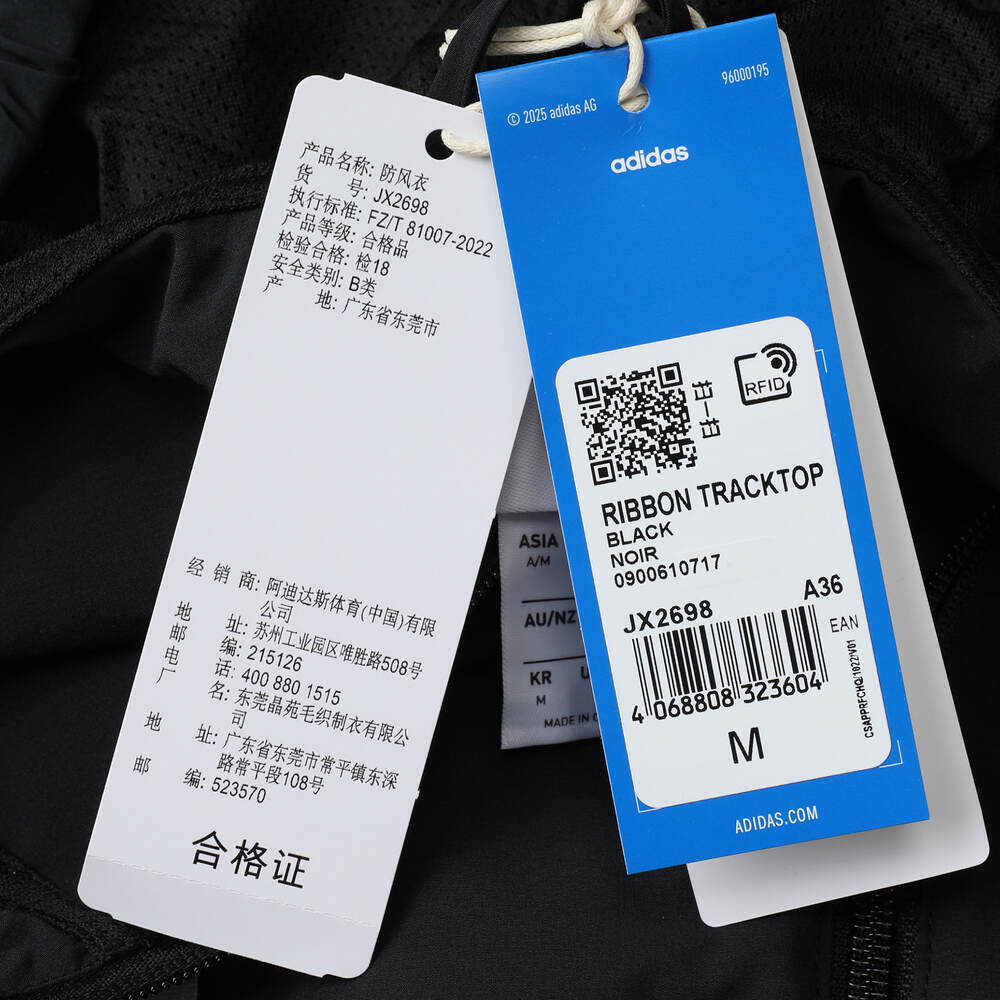 产品名称: 防风衣
货 号: JX2698
执行标准: FZ/T 81007-2022
产品等级: 合格品
检验合格: 检18
安全类别: B类
产 地: 广东省东莞市
经 销 商: 阿迪达斯体育(中国)有限
公司
地 址: 苏州工业园区唯胜路508号
邮 编: 215126
电 话: 400 880 1515
厂 名: 东莞晶苑毛织制衣有限公
司
地 址: 广东省东莞市常平镇东深
路常平段108号
邮 编: 523570
合格证
© 2025 adidas AG
96000195
adidas
RFID
RIBBON TRACKTOP
BLACK
NOIR
0900610717
JX2698
A36
EAN
4 068808 323604
CSAPPRFCHQ21022/V01
M
ADIDAS.COM
ASIA
A/M
AU/NZ
KR
M
MADE IN